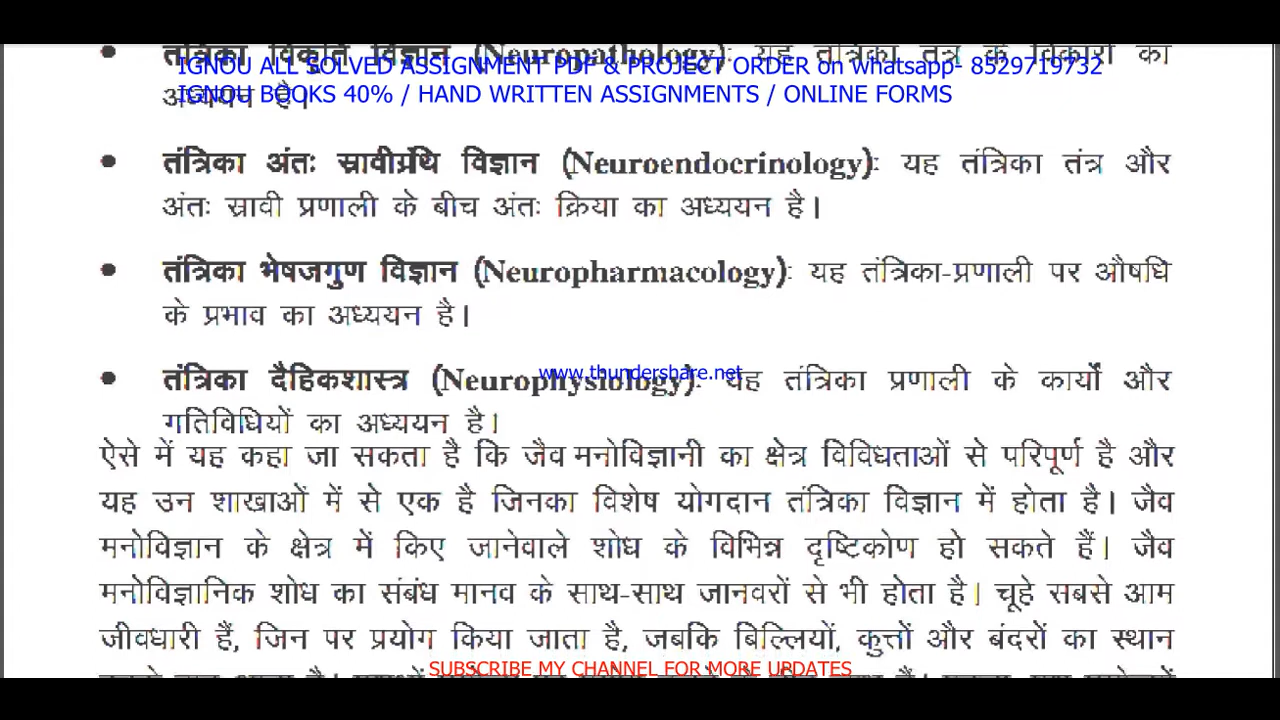 • तंत्रिका विकृति विज्ञान (Neuropathology): यह तंत्रिका तंत्र के विकारों का
IGNOU ALL SOLVED ASSIGNMENT PDF & PROJECT ORDER on whatsapp- 8529719732
अध्ययन है।
IGNOU BOOKS 40% / HAND WRITTEN ASSIGNMENTS / ONLINE FORMS
• तंत्रिका अंतः स्रावीग्रंथि विज्ञान (Neuroendocrinology): यह तंत्रिका तंत्र और
अंतः स्रावी प्रणाली के बीच अंतः क्रिया का अध्ययन है।
• तंत्रिका भेषजगुण विज्ञान (Neuropharmacology): यह तंत्रिका-प्रणाली पर औषधि
के प्रभाव का अध्ययन है।
• तंत्रिका दैहिकशास्त्र (Neurophysiology): यह तंत्रिका प्रणाली के कार्यों और
www.thundershare.net
गतिविधियों का अध्ययन है।
ऐसे में यह कहा जा सकता है कि जैव मनोविज्ञानी का क्षेत्र विविधताओं से परिपूर्ण है और
यह उन शाखाओं में से एक है जिनका विशेष योगदान तंत्रिका विज्ञान में होता है। जैव
मनोविज्ञान के क्षेत्र में किए जानेवाले शोध के विभिन्न दृष्टिकोण हो सकते हैं। जैव
मनोविज्ञानिक शोध का संबंध मानव के साथ-साथ जानवरों से भी होता है। चूहे सबसे आम
जीवधारी हैं, जिन पर प्रयोग किया जाता है, जबकि बिल्लियों, कुत्तों और बंदरों का स्थान
SUBSCRIBE MY CHANNEL FOR MORE UPDATES